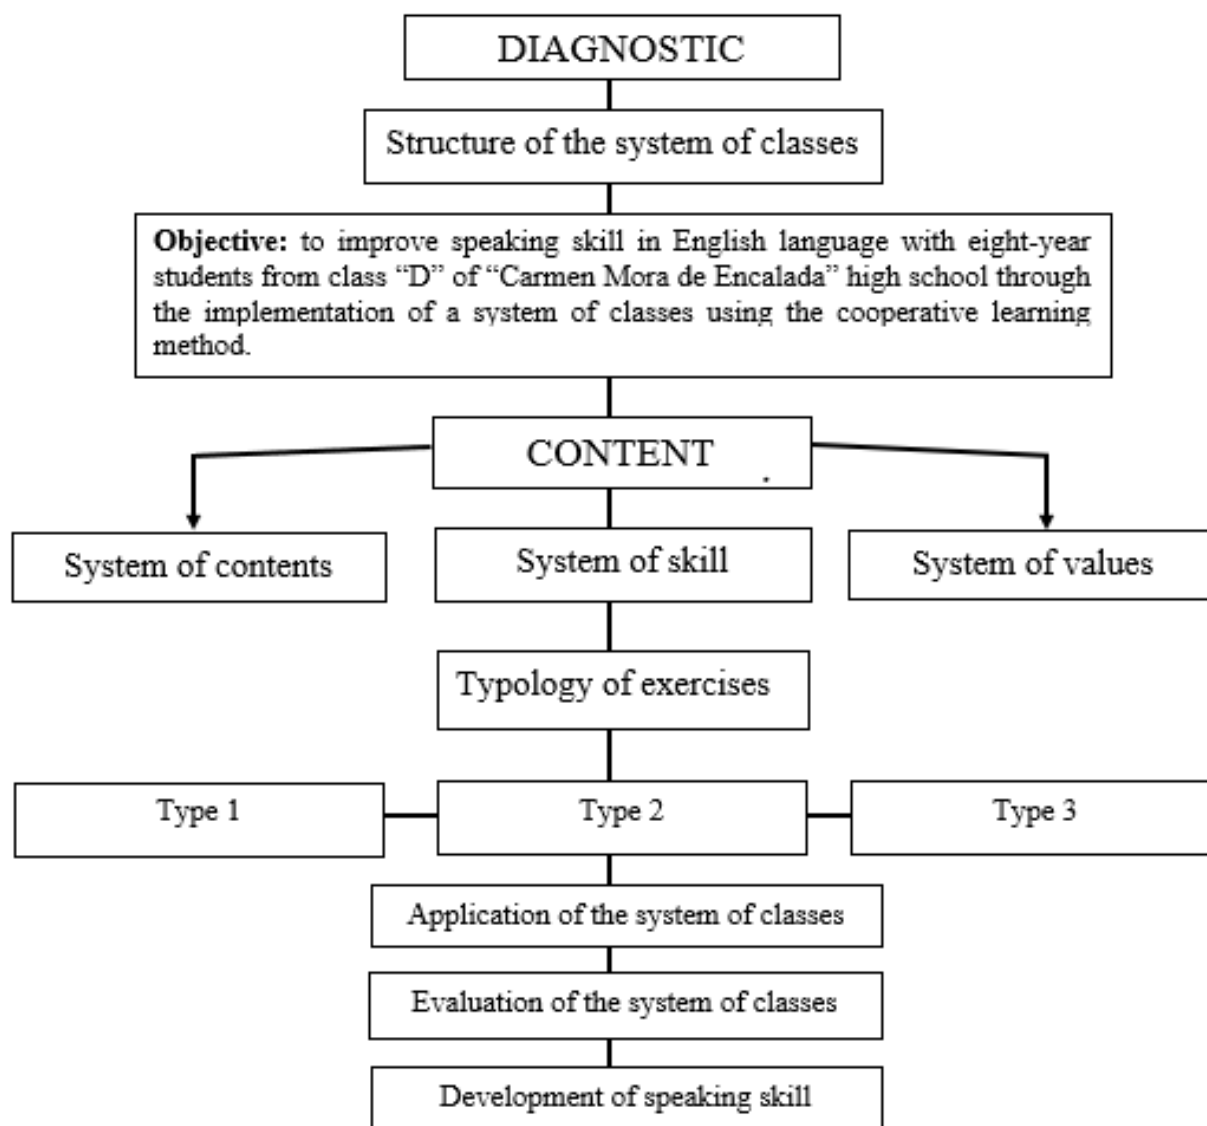 DIAGNOSTIC
Structure of the system of classes
Objective: to improve speaking skill in English language with eight-year
students from class “D” of “Carmen Mora de Encalada” high school through
the implementation of a system of classes using the cooperative learning
method.
CONTENT
System of contents
System of skill
System of values
Typology of exercises
Type 1
Type 2
Type 3
Application of the system of classes
Evaluation of the system of classes
Development of speaking skill